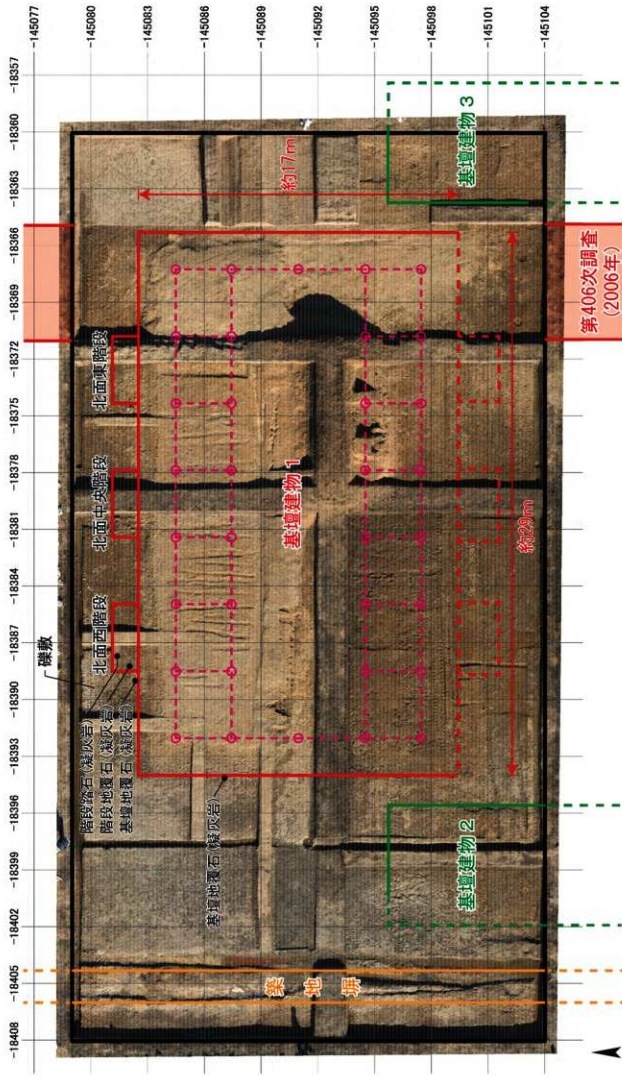 -145077
-145080
-145083
-145086
-145089
-145092
-145095
-145098
-145101
-145104
-18357
-18360
-18363
-18366
-18369
-18372
-18375
-18378
-18381
-18384
-18387
-18390
-18393
-18396
-18399
-18402
-18405
-18408
基壇建物 3
約17m
第406次調査
(2006年)
北面東階段
北面中央階段
基壇建物 1
約29m
北面西階段
礫敷
階段踏石(凝灰岩)
階段地覆石(凝灰岩)
基壇地覆石(凝灰岩)
基壇地覆石(凝灰岩)
基壇建物 2
築地塀